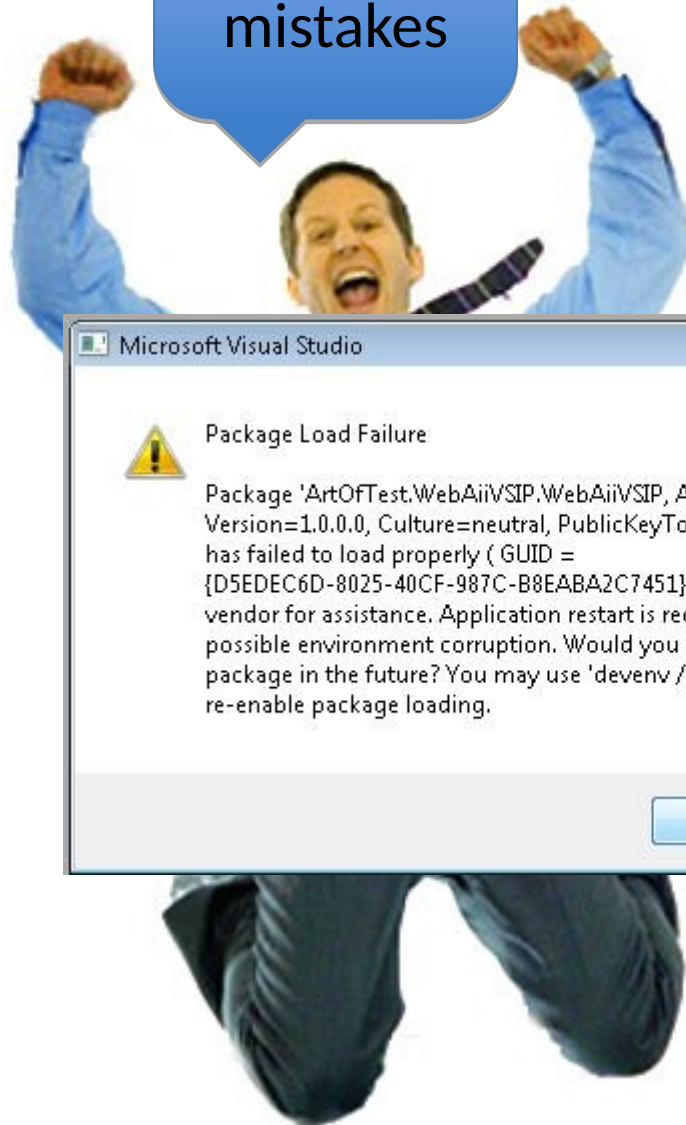 mistakes
Microsoft Visual Studio
Package Load Failure
Package 'ArtOfTest.WebAiiVSIP.WebAiiVSIP, A
Version=1.0.0.0, Culture=neutral, PublicKeyTo
has failed to load properly ( GUID =
{D5EDEC6D-8025-40CF-987C-B8EABA2C7451}
vendor for assistance. Application restart is rec
possible environment corruption. Would you
package in the future? You may use 'devenv /
re-enable package loading.